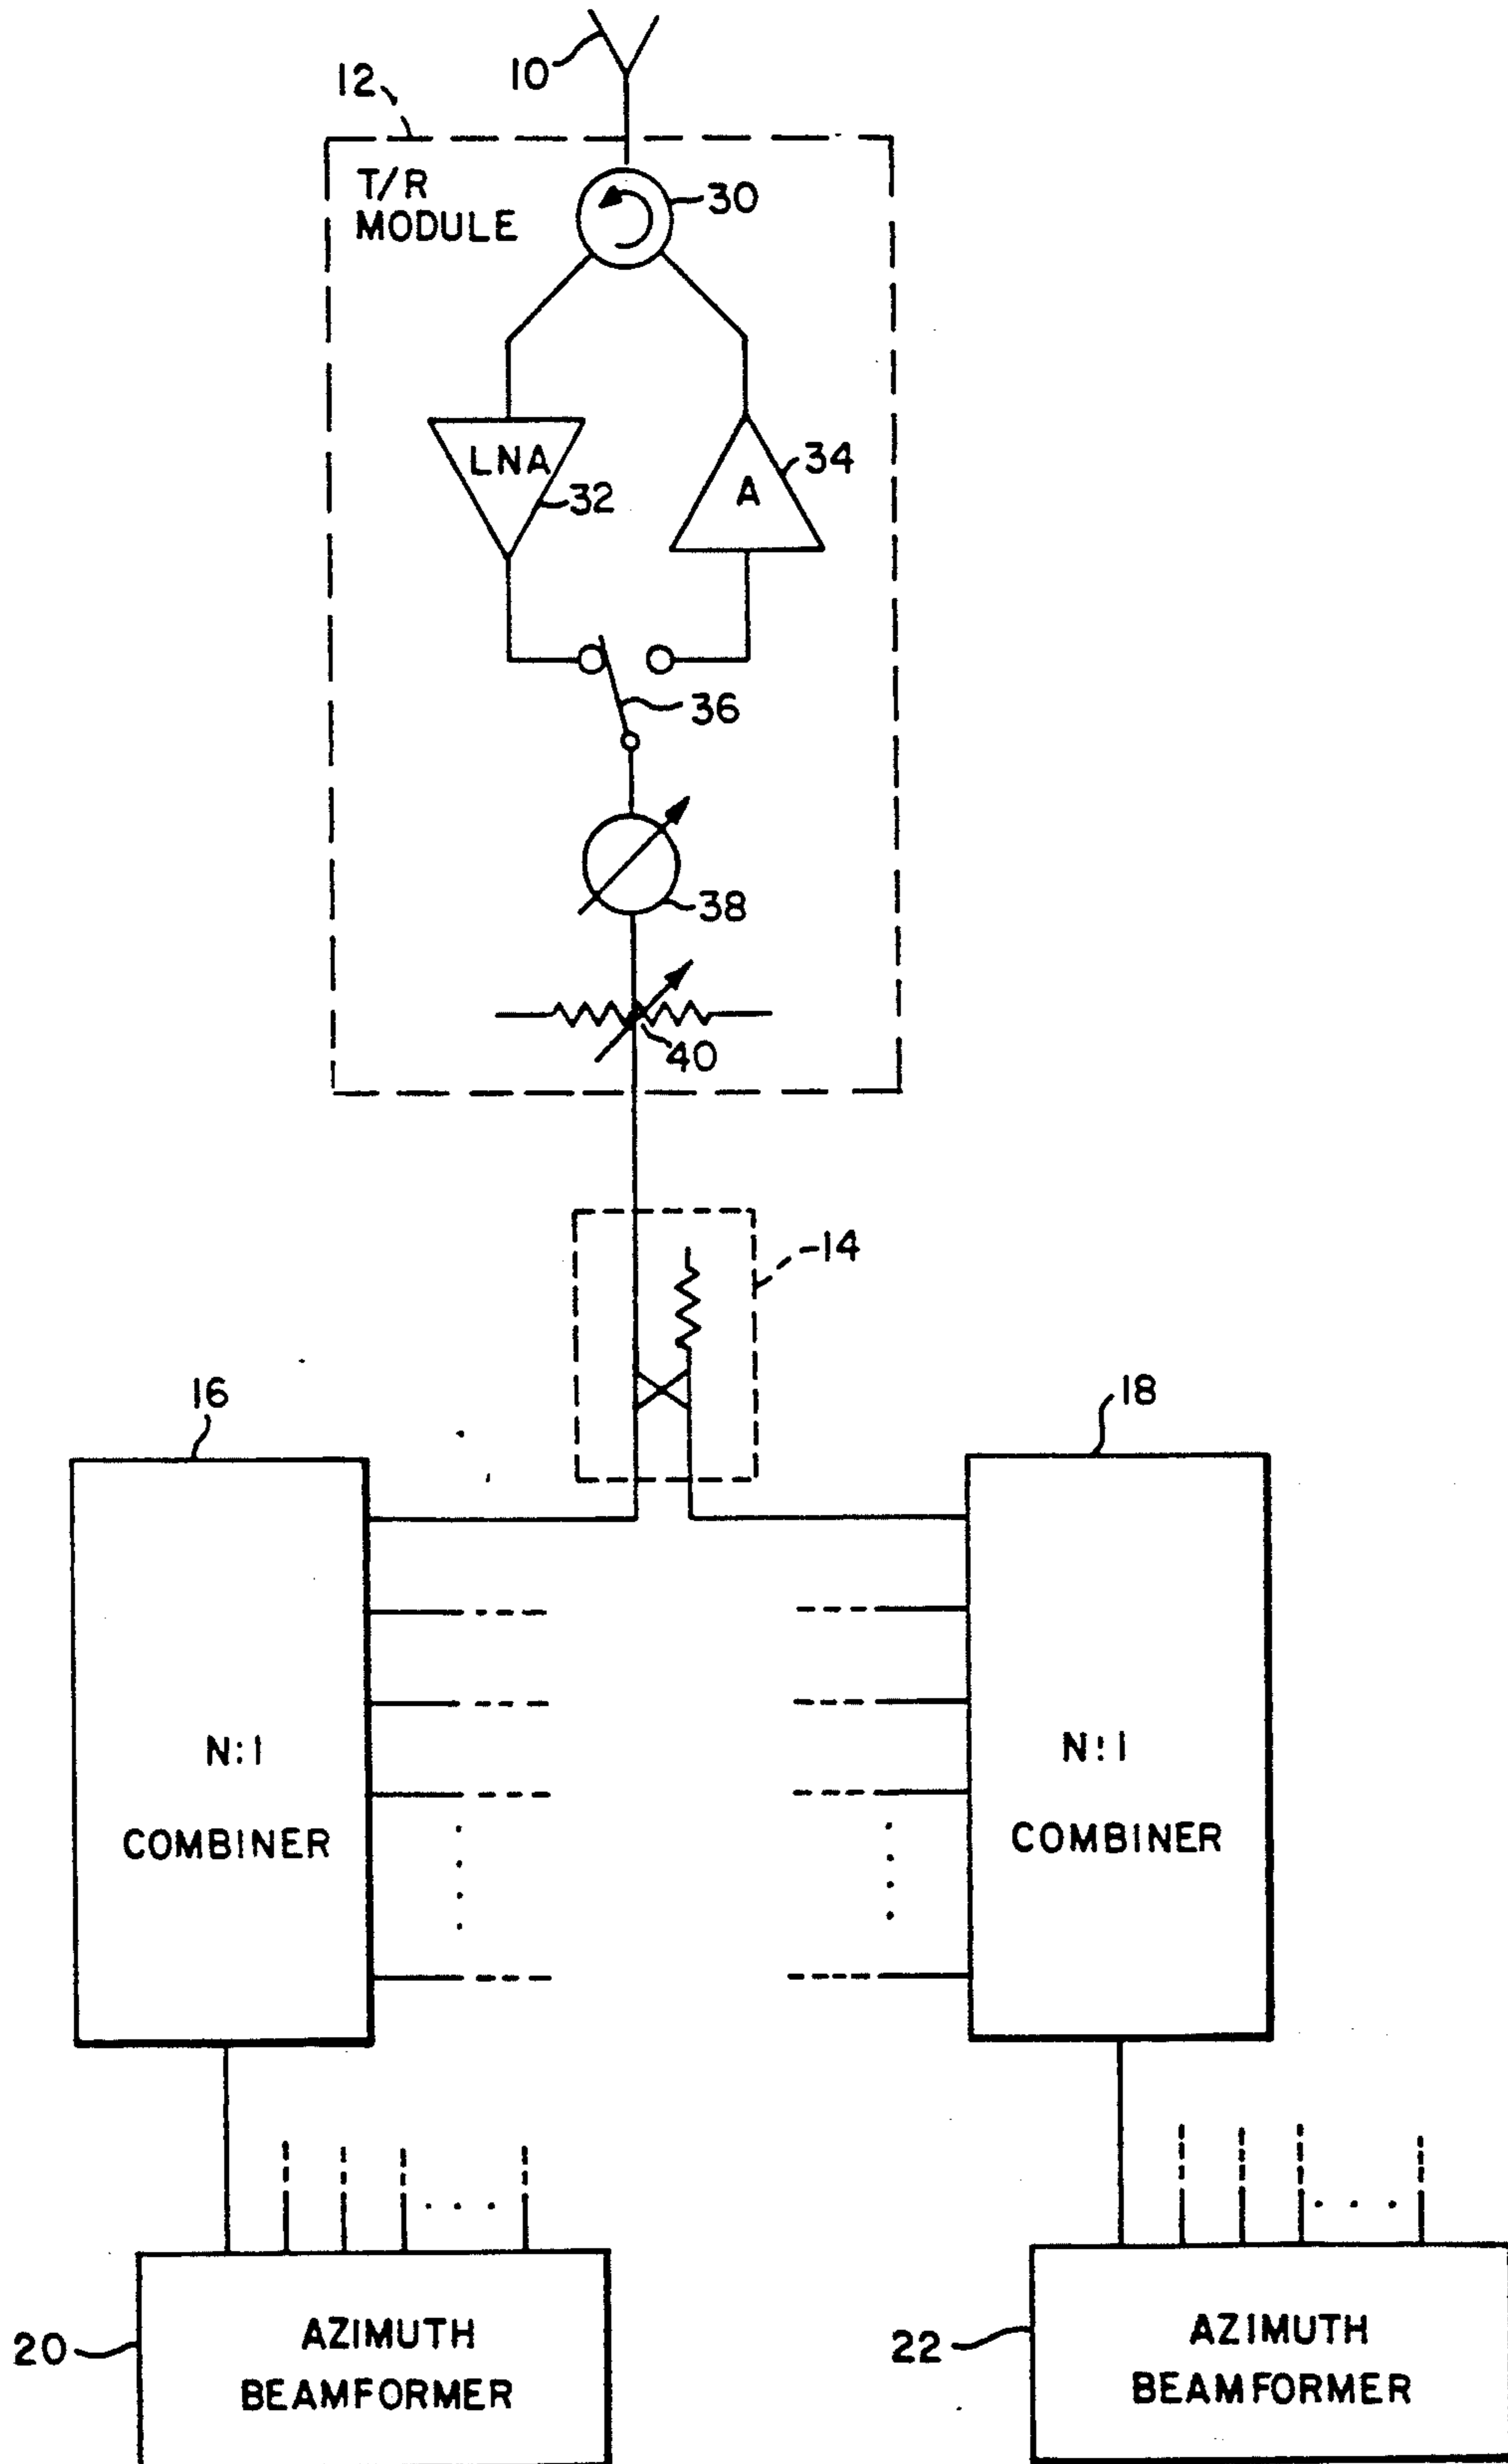 10
12
T/R
MODULE
30
LNA
32
34
A
36
38
40
14
16
18
N:1
COMBINER
N:1
COMBINER
20
AZIMUTH
BEAMFORMER
22
AZIMUTH
BEAMFORMER